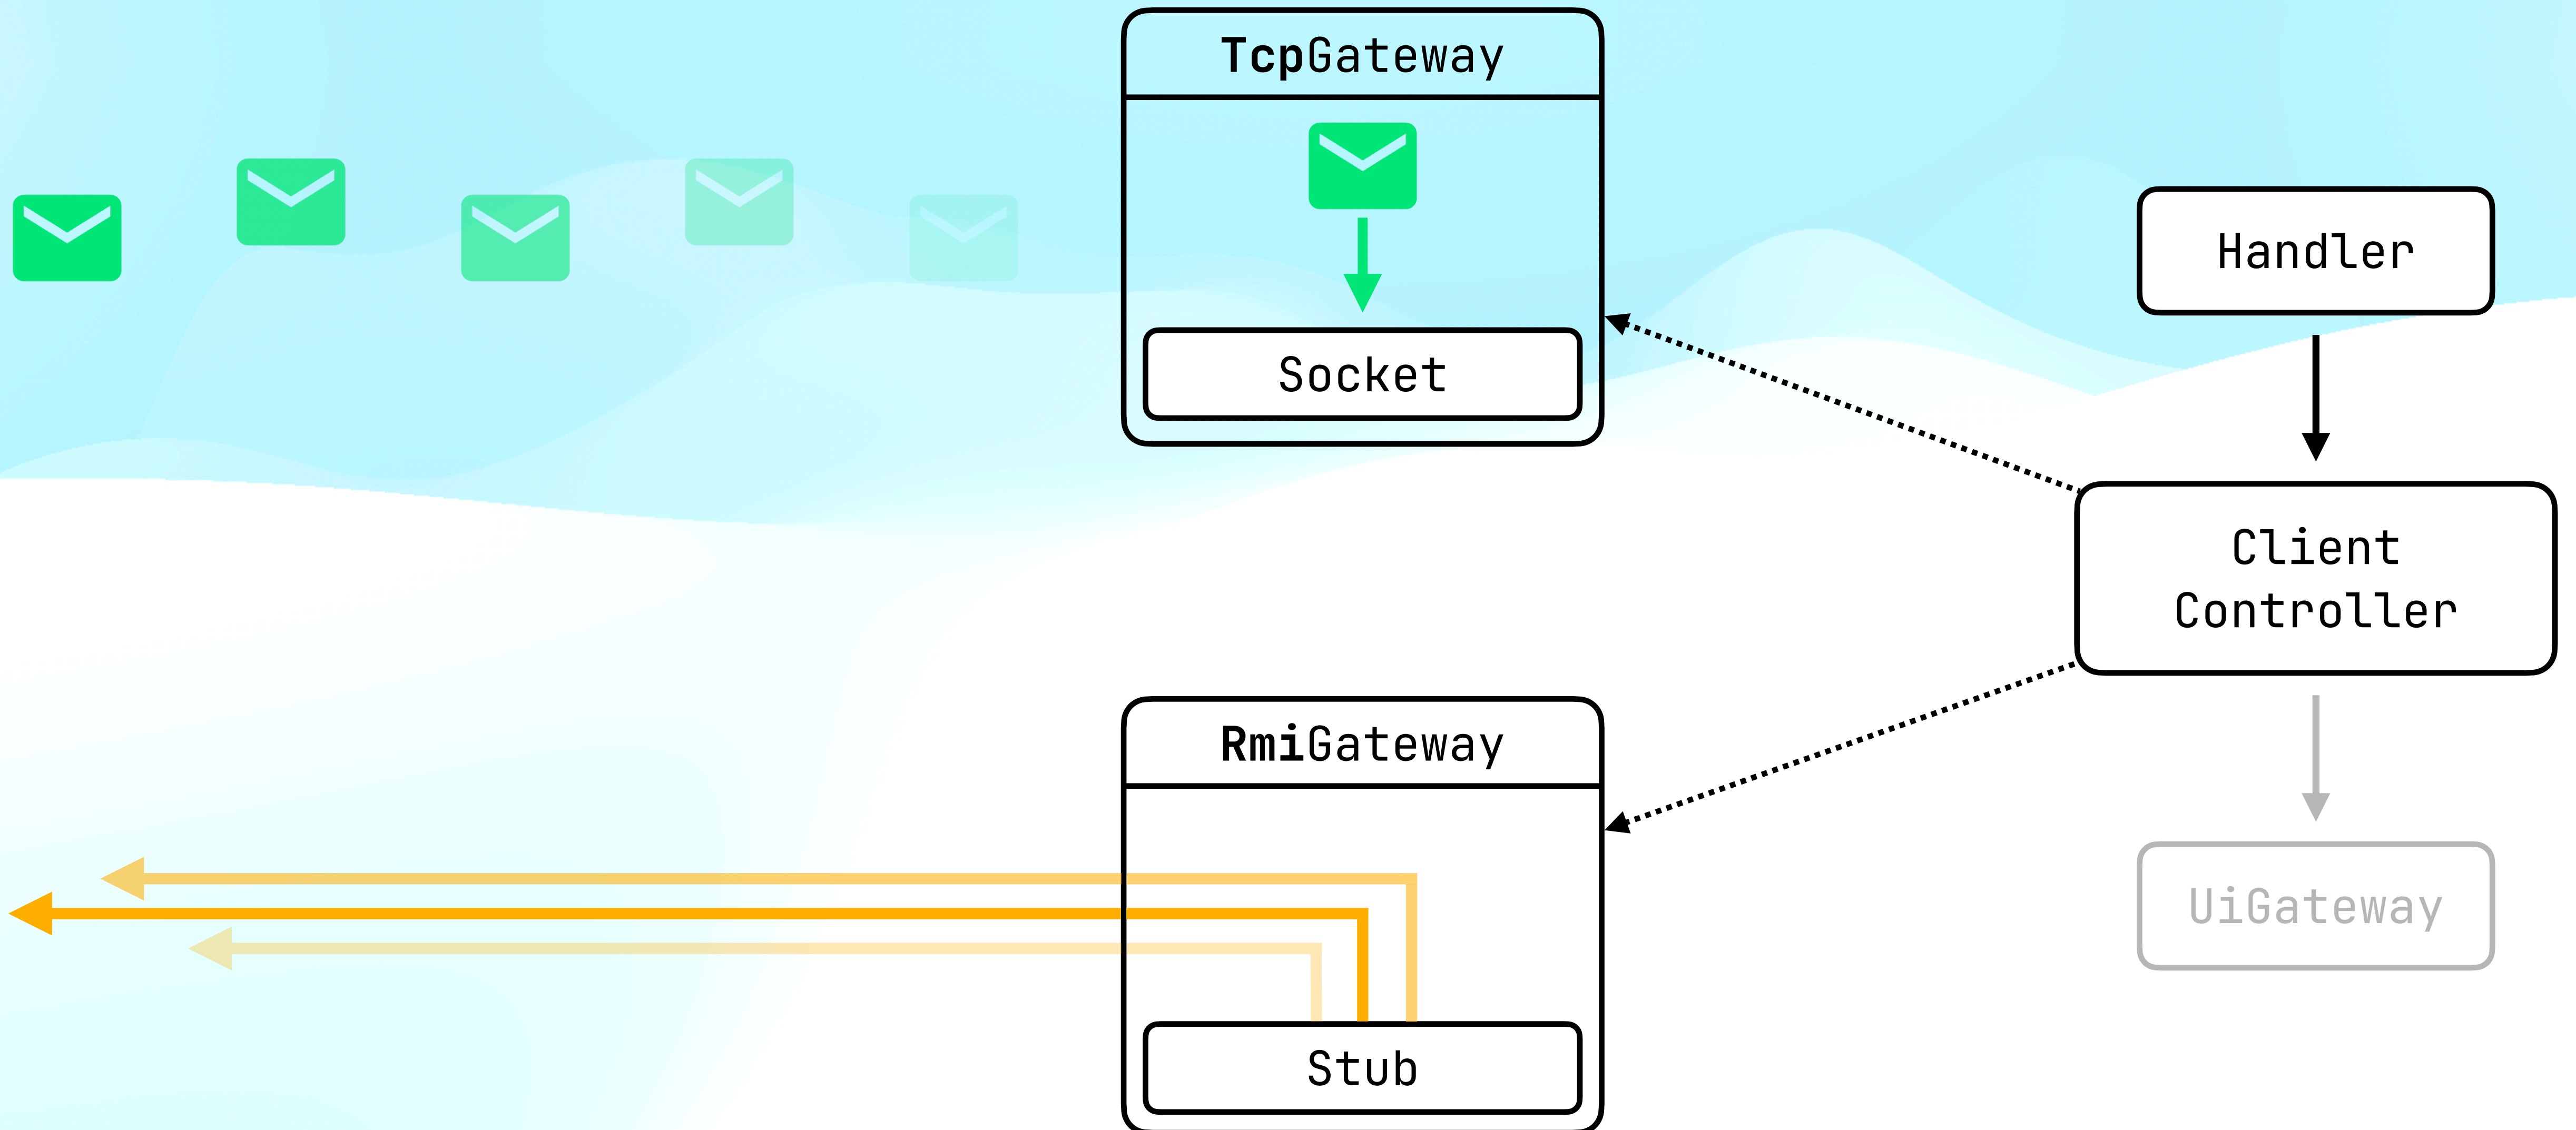 TcpGateway
Socket
Handler
Client
Controller
RmiGateway
Stub
UiGateway